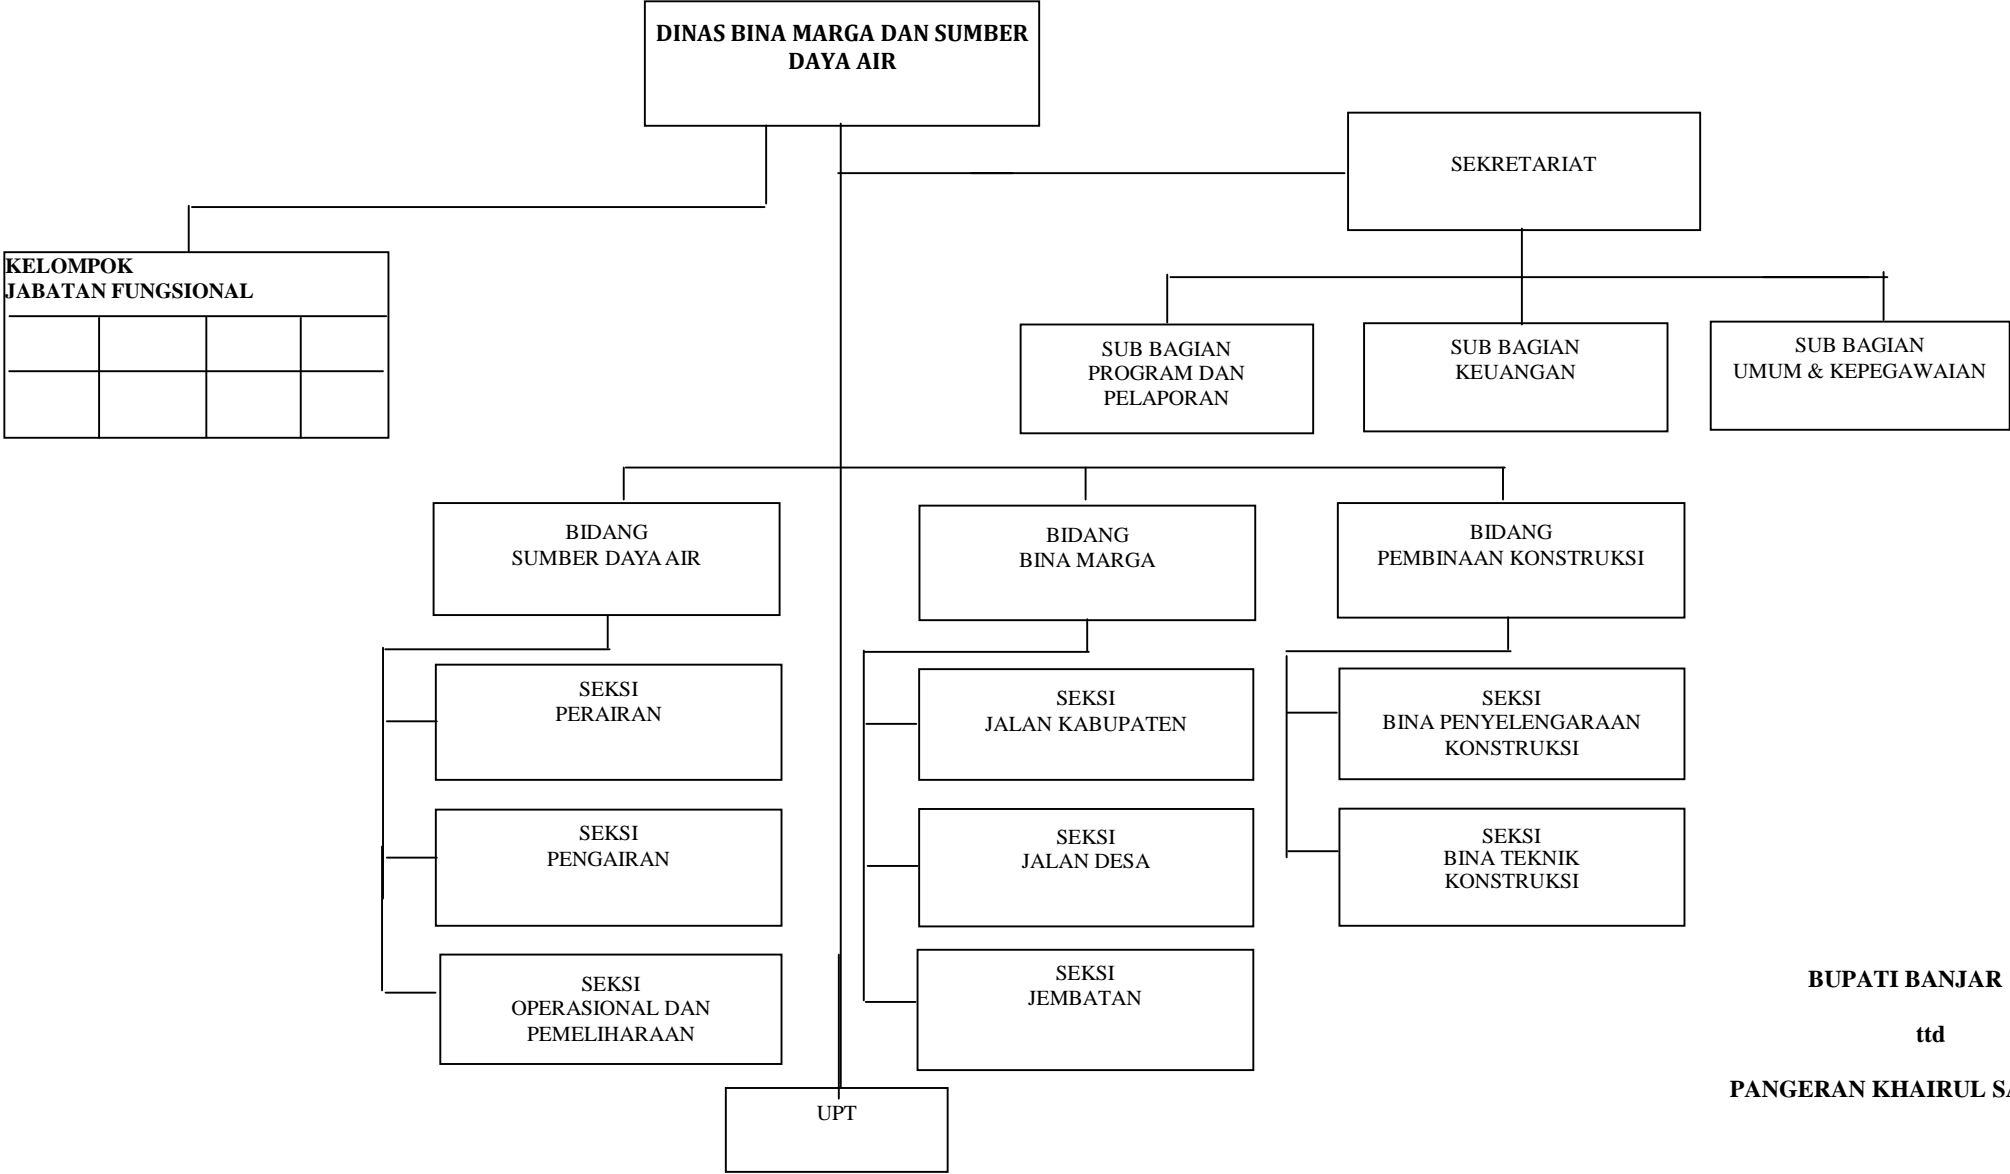 DINAS BINA MARGA DAN SUMBER
DAYA AIR
SEKRETARIAT
KELOMPOK
JABATAN FUNGSIONAL
SUB BAGIAN
PROGRAM DAN
PELAPORAN
SUB BAGIAN
KEUANGAN
SUB BAGIAN
UMUM & KEPEGAWAIAN
BIDANG
SUMBER DAYA AIR
BIDANG
BINA MARGA
BIDANG
PEMBINAAN KONSTRUKSI
SEKSI
PERAIRAN
SEKSI
JALAN KABUPATEN
SEKSI
BINA PENYELENGARAAN
KONSTRUKSI
SEKSI
PENGAIRAN
SEKSI
JALAN DESA
SEKSI
BINA TEKNIK
KONSTRUKSI
SEKSI
OPERASIONAL DAN
PEMELIHARAAN
SEKSI
JEMBATAN
UPT
BUPATI BANJAR
ttd
PANGERAN KHAIRUL